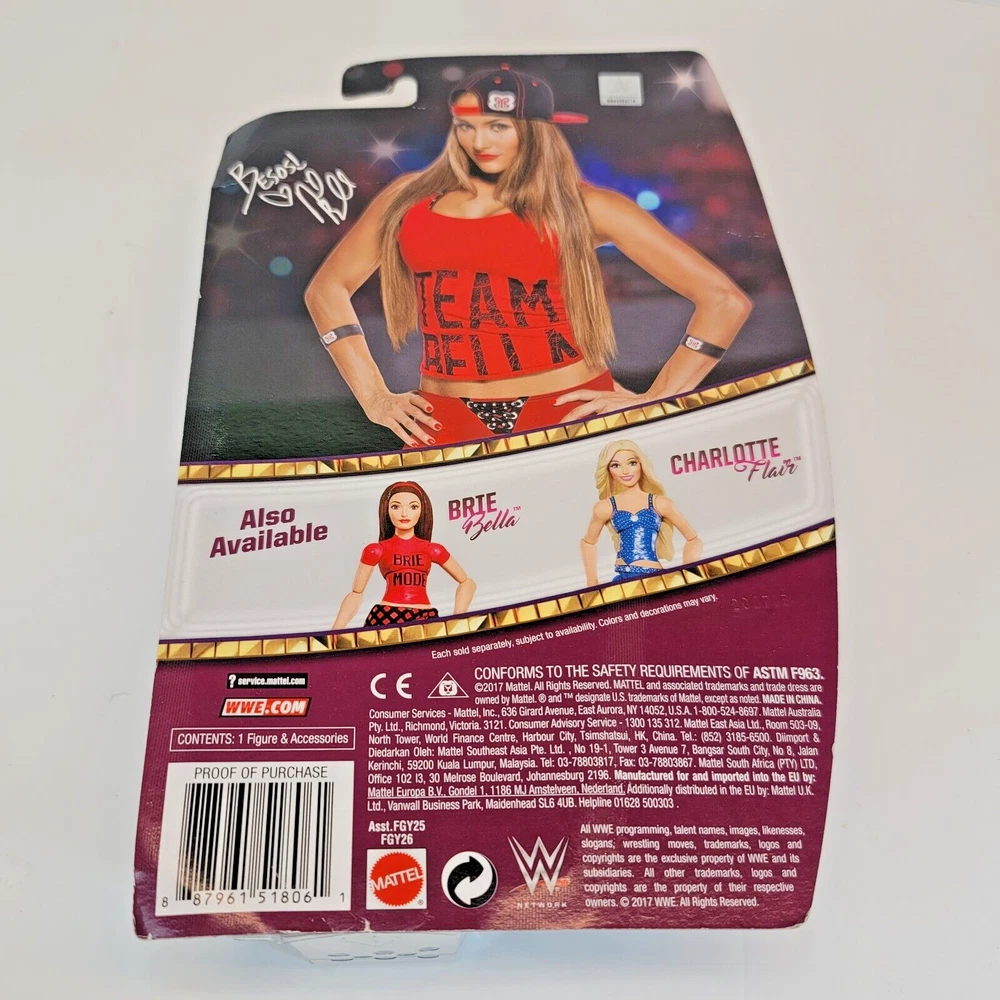 Besos!
TEAM
BELLA
Also
Available
BRIE
Bella™
BRIE
MODE
CHARLOTTE
Flair™
Each sold separately, subject to availability. Colors and decorations may vary.
? service.mattel.com
WWE.COM
CONTENTS: 1 Figure & Accessories
PROOF OF PURCHASE
8 87961 51806 1
CE
CONFORMS TO THE SAFETY REQUIREMENTS OF ASTM F963.
©2017 Mattel. All Rights Reserved. MATTEL and associated trademarks and trade dress are
owned by Mattel. ® and ™ designate U.S. trademarks of Mattel, except as noted. MADE IN CHINA.
Consumer Services - Mattel, Inc., 636 Girard Avenue, East Aurora, NY 14052, U.S.A. 1-800-524-8697. Mattel Australia
Pty. Ltd., Richmond, Victoria. 3121. Consumer Advisory Service - 1300 135 312. Mattel East Asia Ltd., Room 503-09,
North Tower, World Finance Centre, Harbour City, Tsimshatsui, HK, China. Tel.: (852) 3185-6500. Diimport &
Diedarkan Oleh: Mattel Southeast Asia Pte. Ltd. , No 19-1, Tower 3 Avenue 7, Bangsar South City, No 8, Jalan
Kerinchi, 59200 Kuala Lumpur, Malaysia. Tel: 03-78803817, Fax: 03-78803867. Mattel South Africa (PTY) LTD,
Office 102 I3, 30 Melrose Boulevard, Johannesburg 2196. Manufactured for and imported into the EU by:
Mattel Europa B.V., Gondel 1, 1186 MJ Amstelveen, Nederland. Additionally distributed in the EU by: Mattel U.K.
Ltd., Vanwall Business Park, Maidenhead SL6 4UB. Helpline 01628 500303 .
Asst.FGY25
FGY26
MATTEL
W
NETWORK
All WWE programming, talent names, images, likenesses,
slogans, wrestling moves, trademarks, logos and
copyrights are the exclusive property of WWE and its
subsidiaries. All other trademarks, logos and
copyrights are the property of their respective
owners. © 2017 WWE. All Rights Reserved.